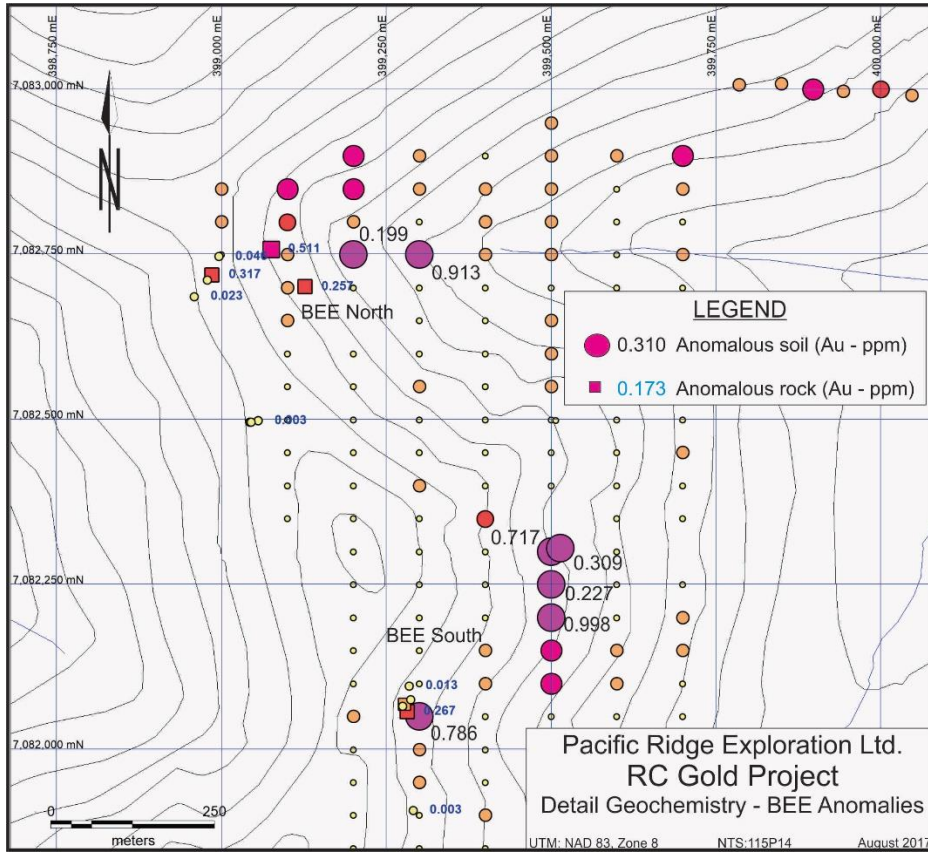 398,750 mE
399,000 mE
399,250 mE
399,500 mE
399,750 mE
400,000 mE
7,083,000 mN
N
0.199
7,082,750 mN
0.511
0.040
0.913
0.317
0.257
0.023
BEE North
LEGEND
0.310 Anomalous soil (Au - ppm)
0.173 Anomalous rock (Au - ppm)
7,082,500 mN
0.003
0.717
0.309
7,082,250 mN
0.227
0.998
BEE South
0.013
0.267
0.786
7,082,000 mN
Pacific Ridge Exploration Ltd.
RC Gold Project
Detail Geochemistry - BEE Anomalies
0 250
0.003
meters
UTM: NAD 83, Zone 8 NTS:115P14 August 2017